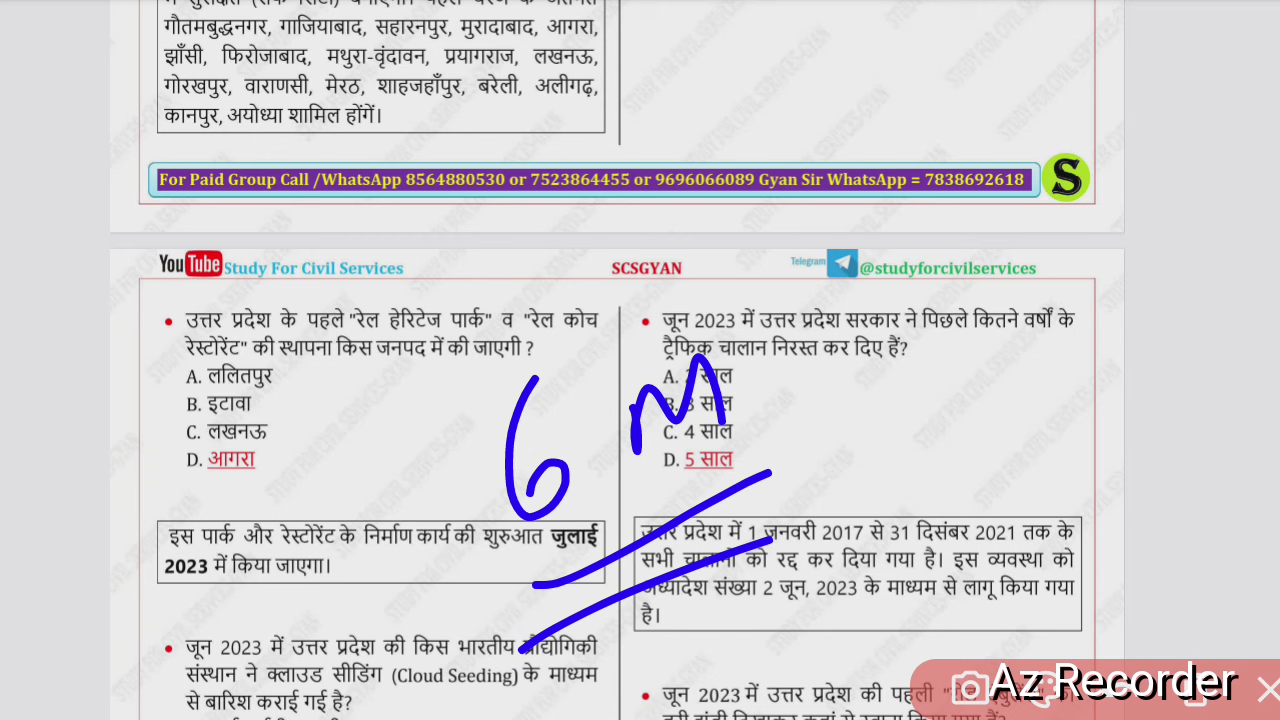 गौतमबुद्धनगर, गाजियाबाद, सहारनपुर, मुरादाबाद, आगरा,
झाँसी, फिरोजाबाद, मथुरा-वृंदावन, प्रयागराज, लखनऊ,
गोरखपुर, वाराणसी, मेरठ, शाहजहाँपुर, बरेली, अलीगढ़,
कानपुर, अयोध्या शामिल होंगें।
For Paid Group Call /WhatsApp 8564880530 or 7523864455 or 9696066089 Gyan Sir WhatsApp = 7838692618
S
YouTube Study For Civil Services
SCSGYAN
Telegram @studyforcivilservices
• उत्तर प्रदेश के पहले "रेल हेरिटेज पार्क" व "रेल कोच
रेस्टोरेंट" की स्थापना किस जनपद में की जाएगी ?
A. ललितपुर
B. इटावा
C. लखनऊ
D. आगरा
इस पार्क और रेस्टोरेंट के निर्माण कार्य की शुरुआत जुलाई
2023 में किया जाएगा।
• जून 2023 में उत्तर प्रदेश की किस भारतीय प्रौद्योगिकी
संस्थान ने क्लाउड सीडिंग (Cloud Seeding) के माध्यम
से बारिश कराई गई है?
• जून 2023 में उत्तर प्रदेश सरकार ने पिछले कितने वर्षों के
ट्रैफिक चालान निरस्त कर दिए हैं?
A. 2 साल
B. 3 साल
C. 4 साल
D. 5 साल
उत्तर प्रदेश में 1 जनवरी 2017 से 31 दिसंबर 2021 तक के
सभी चालानों को रद्द कर दिया गया है। इस व्यवस्था को
अध्यादेश संख्या 2 जून, 2023 के माध्यम से लागू किया गया
है।
• जून 2023 में उत्तर प्रदेश की पहली
6 M
Az Recorder